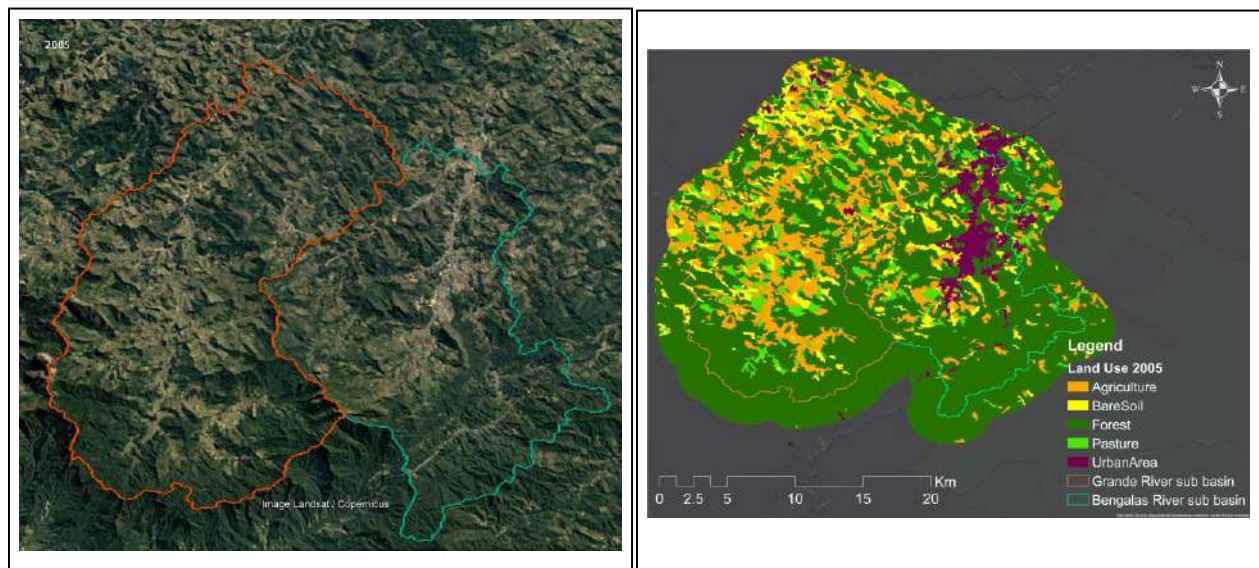 2005
Image Landsat / Copernicus
N
W E
S
Legend
Land Use 2005
Agriculture
BareSoil
Forest
Pasture
UrbanArea
Grande River sub basin
Bengalas River sub basin
Km
0 2.5 5 10 15 20